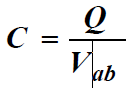 C = Q / V_ab